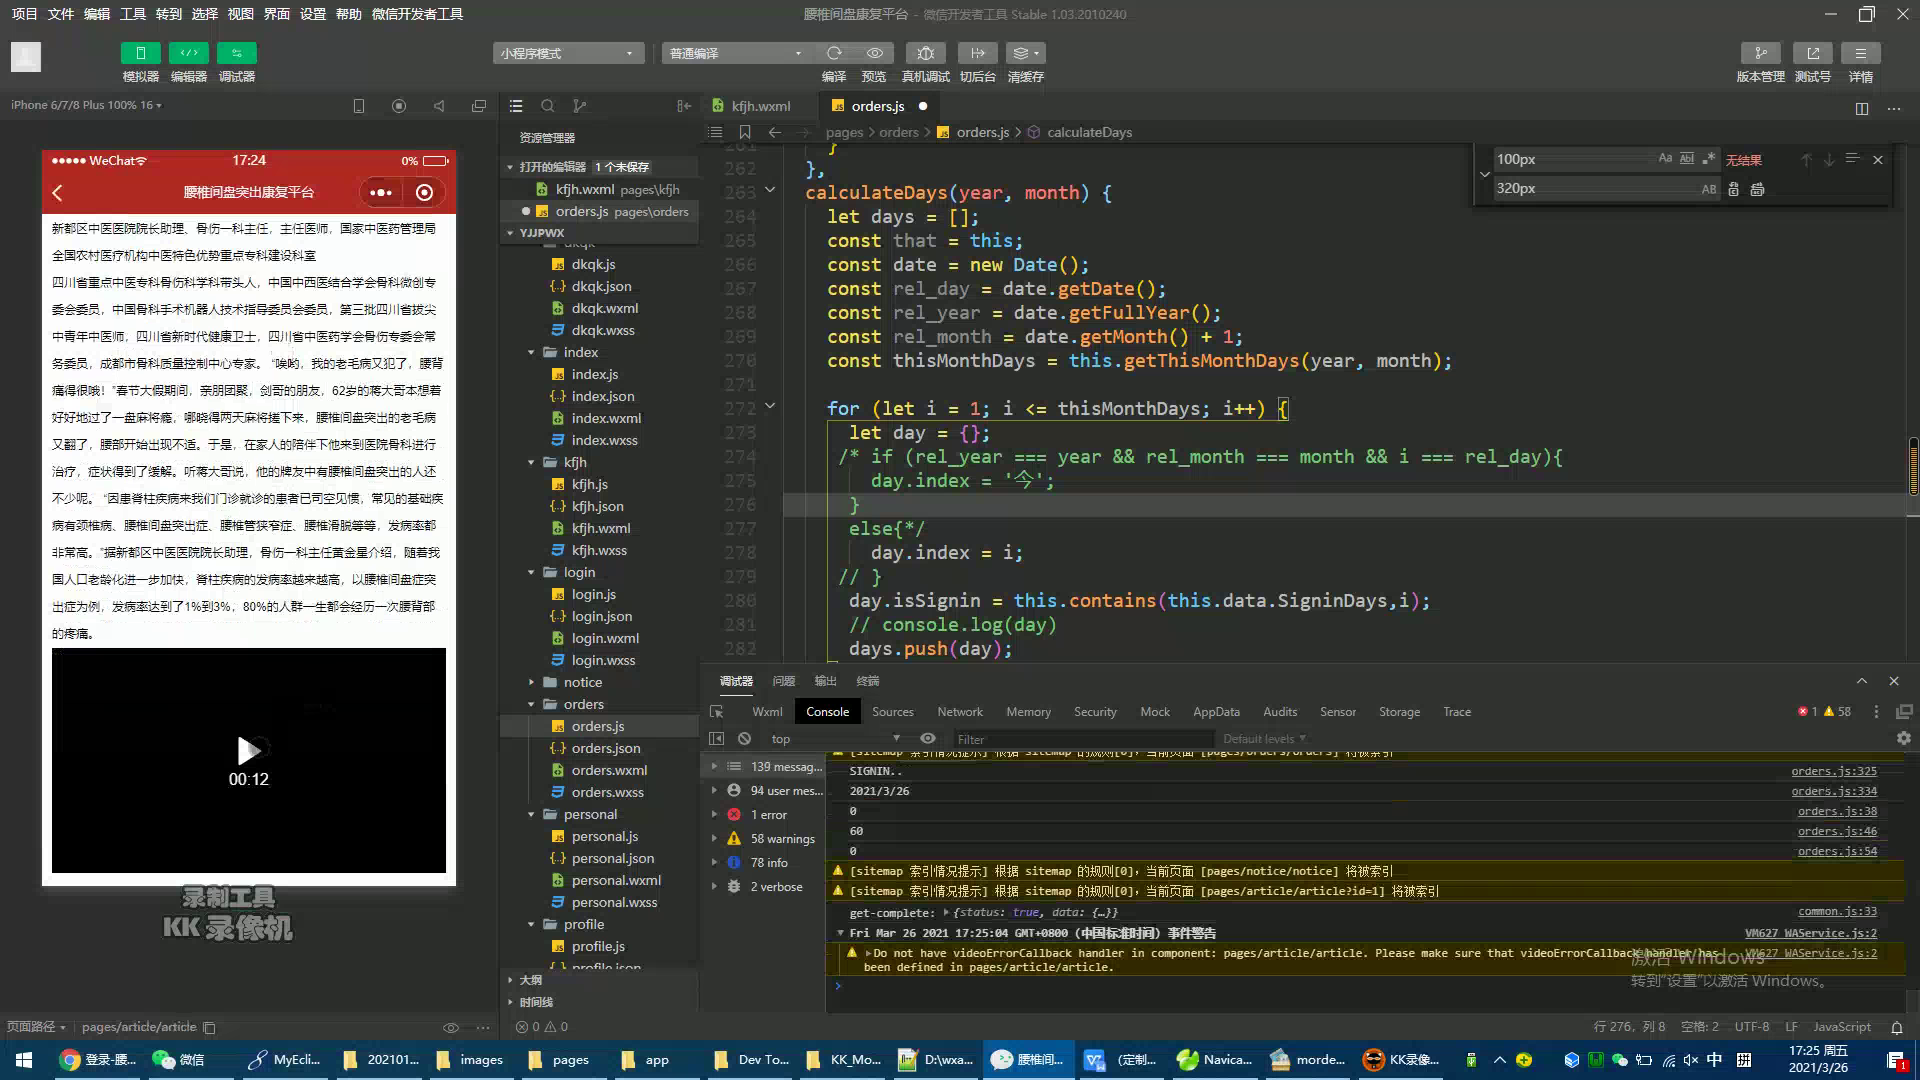 项目 文件 编辑 工具 转到 选择 视图 界面 设置 帮助 微信开发者工具
腰椎间盘康复平台 - 微信开发者工具 Stable 1.03.2010240
小程序模式
普通编译
模拟器 编辑器 调试器
编译 预览 真机调试 切后台 清缓存
版本管理 测试号 详情
iPhone 6/7/8 Plus 100% 16
WeChat 17:24 0%
腰椎间盘突出康复平台
新都区中医医院院长助理、骨伤一科主任，主任医师，国家中医药管理局
全国农村医疗机构中医特色优势重点专科建设科室
四川省重点中医专科骨伤科学科带头人，中国中西医结合学会骨科微创专
委会委员，中国骨科手术机器人技术指导委员会委员，第三批四川省拔尖
中青年中医师，四川省新时代健康卫士，四川省中医药学会骨伤专委会常
务委员，成都市骨科质量控制中心专家。 “唉哟，我的老毛病又犯了，腰背
痛得很哦！”春节大假期间，亲朋团聚，剑哥的朋友，62岁的蒋大哥本想着
好好地过了一盘麻将瘾，哪晓得两天麻将搓下来，腰椎间盘突出的老毛病
又翻了，腰部开始出现不适。于是，在家人的陪伴下他来到医院骨科进行
治疗，症状得到了缓解。听蒋大哥说，他的牌友中有腰椎间盘突出的人还
不少呢。 “因患脊柱疾病来我们门诊就诊的患者已司空见惯，常见的基础疾
病有颈椎病、腰椎间盘突出症、腰椎管狭窄症、腰椎滑脱等等，发病率都
非常高。”据新都区中医医院院长助理，骨伤一科主任黄金星介绍，随着我
国人口老龄化进一步加快，脊柱疾病的发病率越来越高，以腰椎间盘症突
出症为例，发病率达到了1%到3%，80%的人群一生都会经历一次腰背部
的疼痛。
00:12
录制工具
KK 录像机
页面路径 pages/article/article
资源管理器
打开的编辑器 1 个未保存
kfjh.wxml pages\kfjh
orders.js pages\orders
YJJPWX
dkqk
dkqk.js
dkqk.json
dkqk.wxml
dkqk.wxss
index
index.js
index.json
index.wxml
index.wxss
kfjh
kfjh.js
kfjh.json
kfjh.wxml
kfjh.wxss
login
login.js
login.json
login.wxml
login.wxss
notice
orders
orders.js
orders.json
orders.wxml
orders.wxss
personal
personal.js
personal.json
personal.wxml
personal.wxss
profile
profile.js
profile.json
大纲
时间线
0 0
kfjh.wxml orders.js
pages > orders > orders.js > calculateDays
100px Aa Abl .* 无结果
320px AB
261 }
262 },
263 calculateDays(year, month) {
264 let days = [];
265 const that = this;
266 const date = new Date();
267 const rel_day = date.getDate();
268 const rel_year = date.getFullYear();
269 const rel_month = date.getMonth() + 1;
270 const thisMonthDays = this.getThisMonthDays(year, month);
271
272 for (let i = 1; i <= thisMonthDays; i++) {
273 let day = {};
274 /* if (rel_year === year && rel_month === month && i === rel_day){
275 day.index = '今';
276 }
277 else{*/
278 day.index = i;
279 // }
280 day.isSignin = this.contains(this.data.SigninDays,i);
281 // console.log(day)
282 days.push(day);
调试器 问题 输出 终端
Wxml Console Sources Network Memory Security Mock AppData Audits Sensor Storage Trace 1 58
top Filter Default levels
139 messag...
94 user mes...
1 error
58 warnings
78 info
2 verbose
[sitemap 索引情况提示] 根据 sitemap 的规则[0]，当前页面 [pages/orders/orders] 将被索引
SIGNIN.. orders.js:325
2021/3/26 orders.js:334
0 orders.js:38
60 orders.js:46
0 orders.js:54
[sitemap 索引情况提示] 根据 sitemap 的规则[0]，当前页面 [pages/notice/notice] 将被索引
[sitemap 索引情况提示] 根据 sitemap 的规则[0]，当前页面 [pages/article/article?id=1] 将被索引
get-complete: {status: true, data: {…}} common.js:33
Fri Mar 26 2021 17:25:04 GMT+0800 (中国标准时间) 事件警告 VM627 WAService.js:2
Do not have videoErrorCallback handler in component: pages/article/article. Please make sure that videoErrorCallback handler has VM627 WAService.js:2
been defined in pages/article/article.
激活 Windows
转到“设置”以激活 Windows。
行 276，列 8 空格: 2 UTF-8 LF JavaScript
登录-腰... 微信 MyEcli... 202101... images pages app Dev To... KK_Mo... D:\wxa... 腰椎间... (定制... Navica... morde... KK录像... 中 拼
17:25 周五
2021/3/26
1